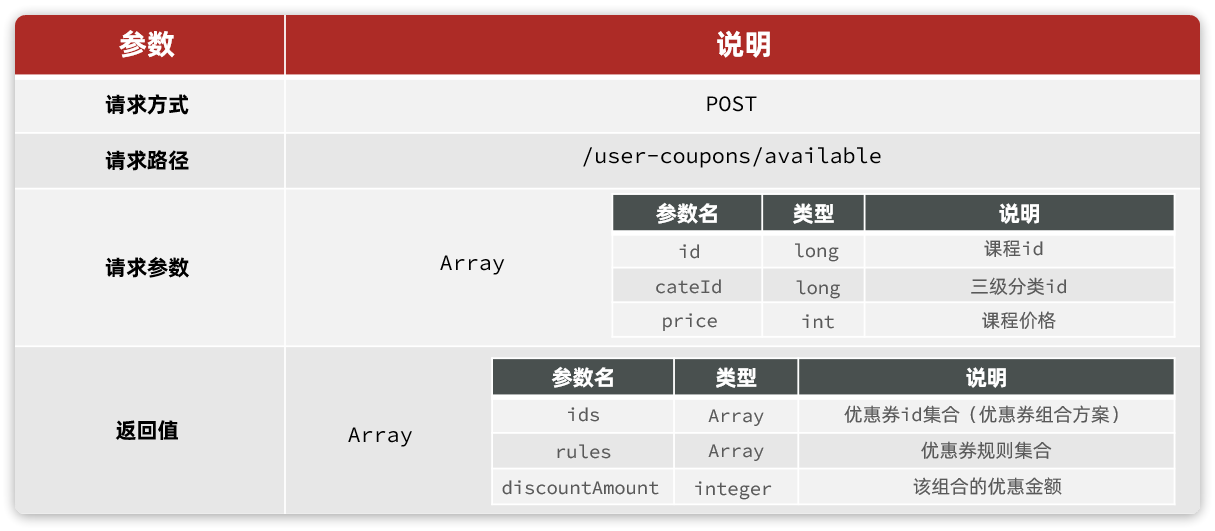 参数 说明
请求方式 POST
请求路径 /user-coupons/available
请求参数 Array
参数名 类型 说明
id long 课程id
cateId long 三级分类id
price int 课程价格
返回值 Array
参数名 类型 说明
ids Array 优惠券id集合（优惠券组合方案）
rules Array 优惠券规则集合
discountAmount integer 该组合的优惠金额